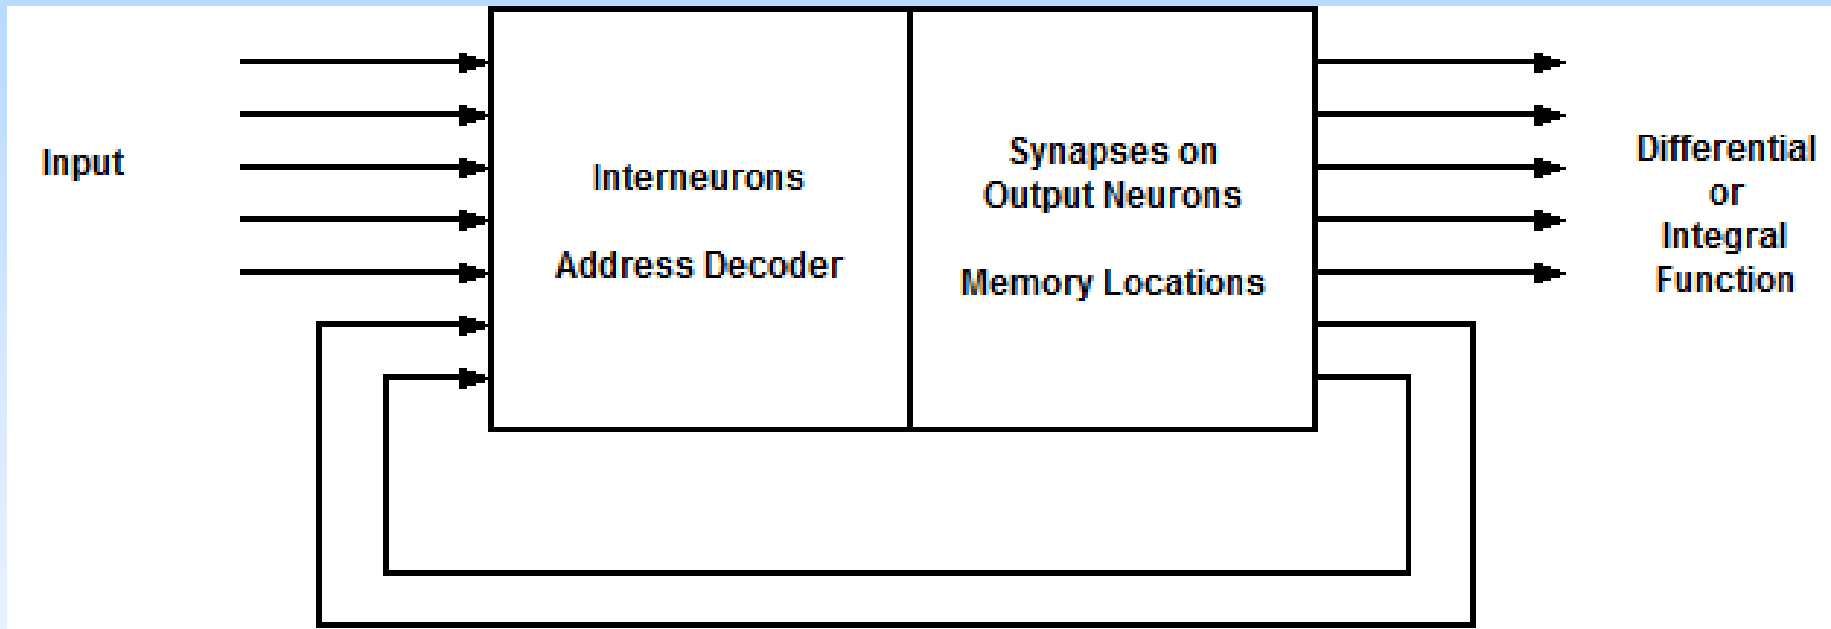 Input
Interneurons
Address Decoder
Synapses on
Output Neurons
Memory Locations
Differential
or
Integral
Function